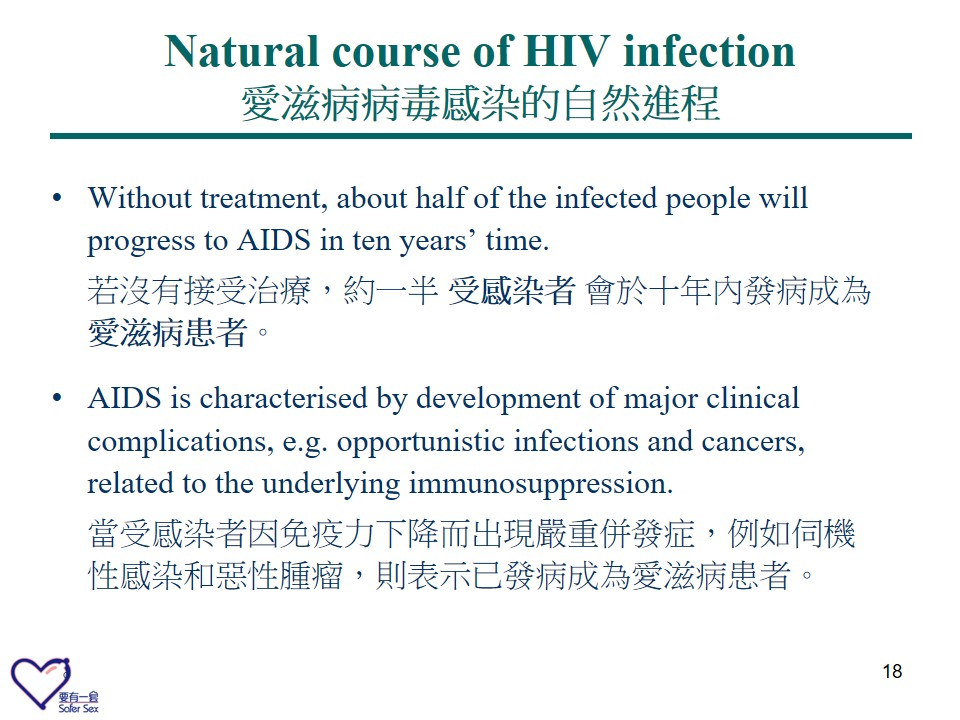 Natural course of HIV infection
愛滋病病毒感染的自然進程
• Without treatment, about half of the infected people will
progress to AIDS in ten years’ time.
若沒有接受治療，約一半 受感染者 會於十年內發病成為
愛滋病患者。
• AIDS is characterised by development of major clinical
complications, e.g. opportunistic infections and cancers,
related to the underlying immunosuppression.
當受感染者因免疫力下降而出現嚴重併發症，例如伺機
性感染和惡性腫瘤，則表示已發病成為愛滋病患者。
要有一套
Safer Sex
18